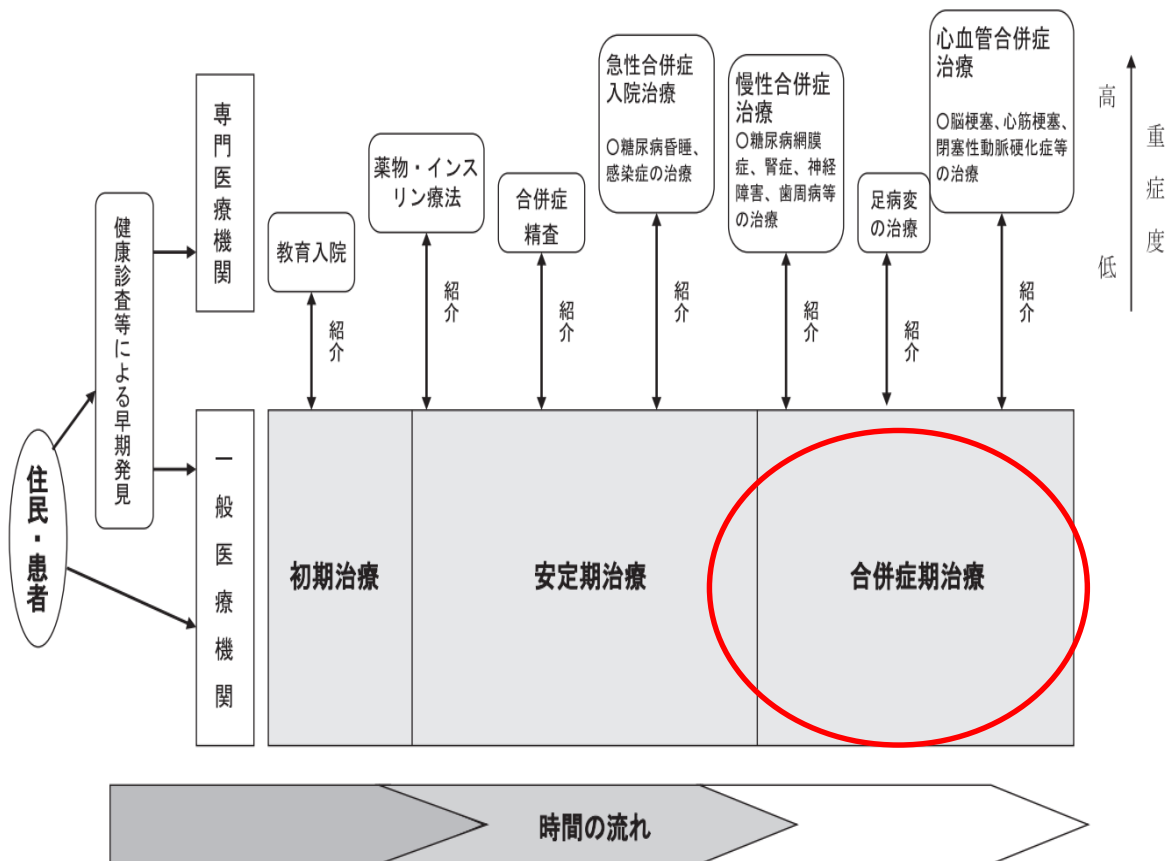 心血管合併症
治療
〇脳梗塞、心筋梗塞、
閉塞性動脈硬化症等
の治療
急性合併症
入院治療
〇糖尿病昏睡、
感染症の治療
慢性合併症
治療
〇糖尿病網膜
症、腎症、神経
障害、歯周病等
の治療
高
重症度
低
専門医療機関
薬物・インス
リン療法
合併症
精査
足病変
の治療
教育入院
健康診査等による早期発見
紹介
紹介
紹介
紹介
紹介
紹介
紹介
住民・患者
一般医療機関
初期治療
安定期治療
合併症期治療
時間の流れ